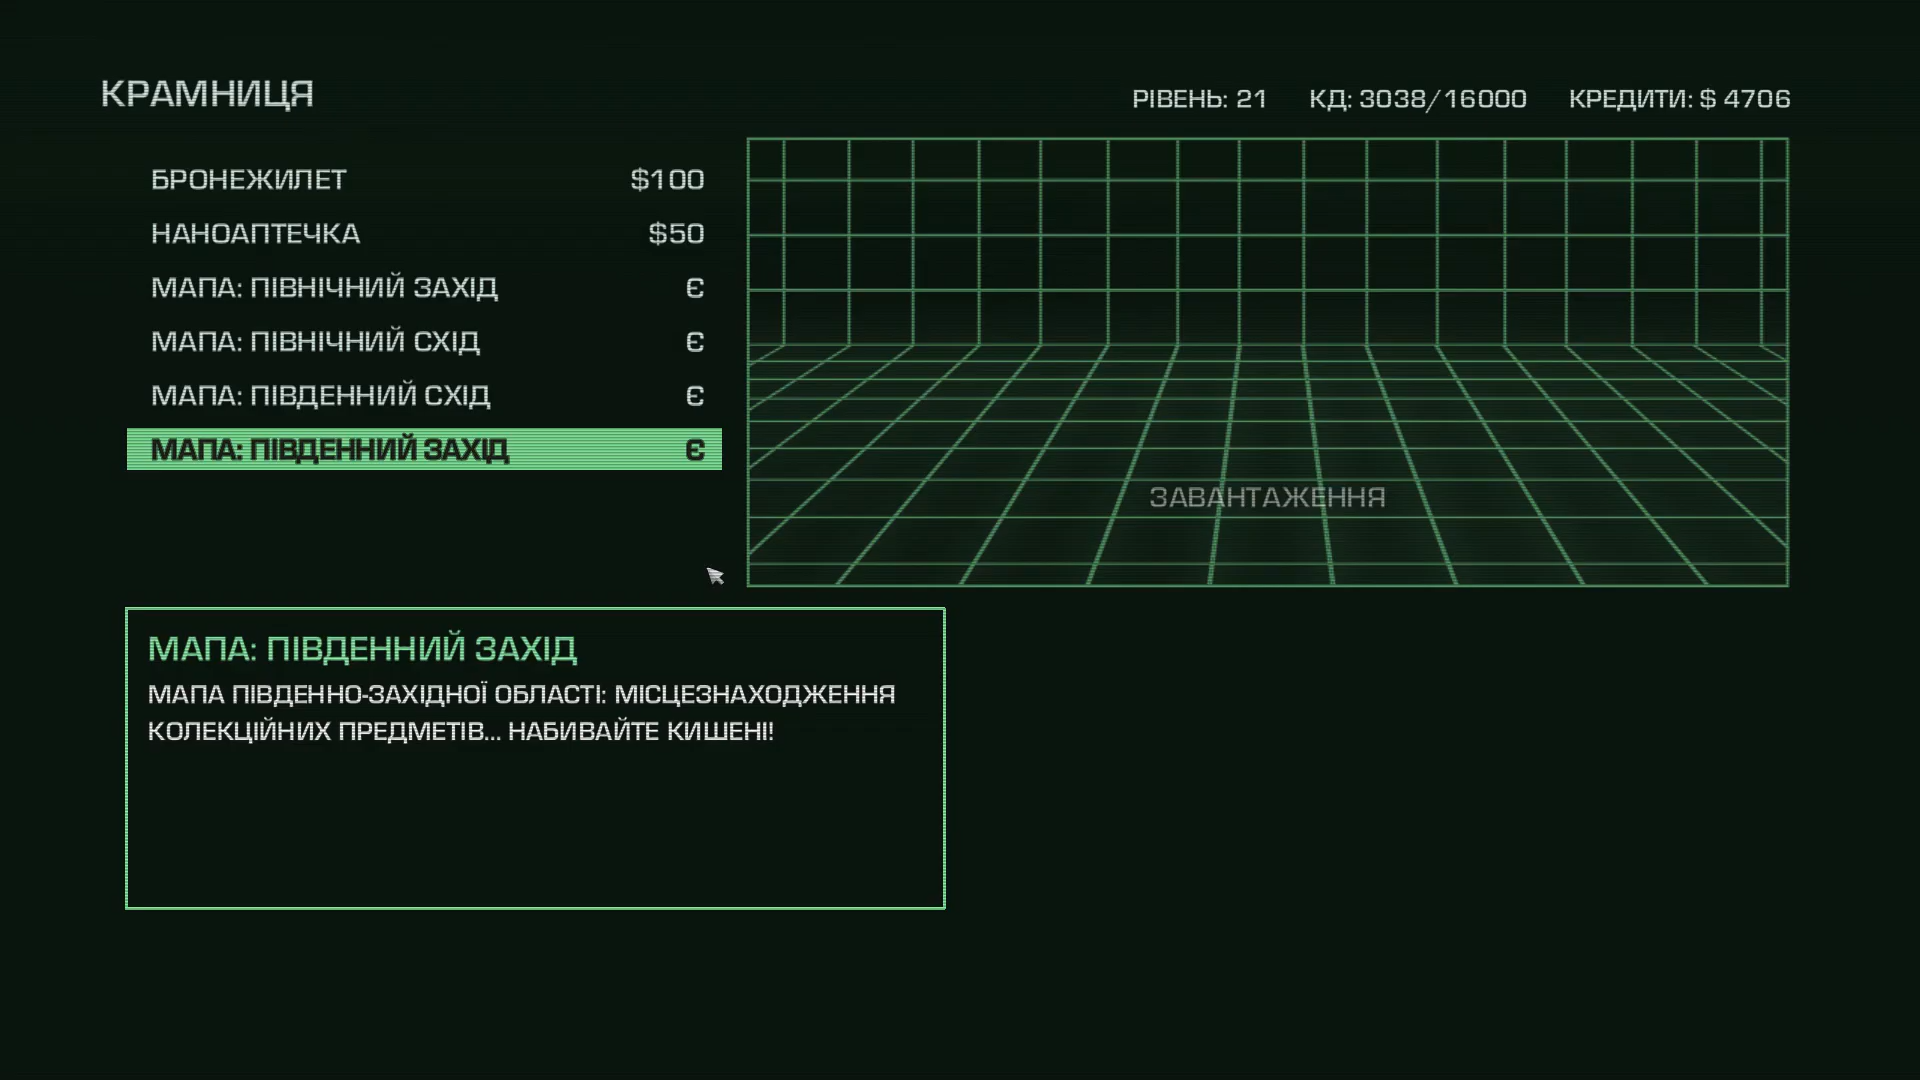 КРАМНИЦЯ
РІВЕНЬ: 21 КД: 3038/16000 КРЕДИТИ: $ 4706
БРОНЕЖИЛЕТ $100
НАНОАПТЕЧКА $50
МАПА: ПІВНІЧНИЙ ЗАХІД Є
МАПА: ПІВНІЧНИЙ СХІД Є
МАПА: ПІВДЕННИЙ СХІД Є
МАПА: ПІВДЕННИЙ ЗАХІД Є
ЗАВАНТАЖЕННЯ
МАПА: ПІВДЕННИЙ ЗАХІД
МАПА ПІВДЕННО-ЗАХІДНОЇ ОБЛАСТІ: МІСЦЕЗНАХОДЖЕННЯ
КОЛЕКЦІЙНИХ ПРЕДМЕТІВ... НАБИВАЙТЕ КИШЕНІ!